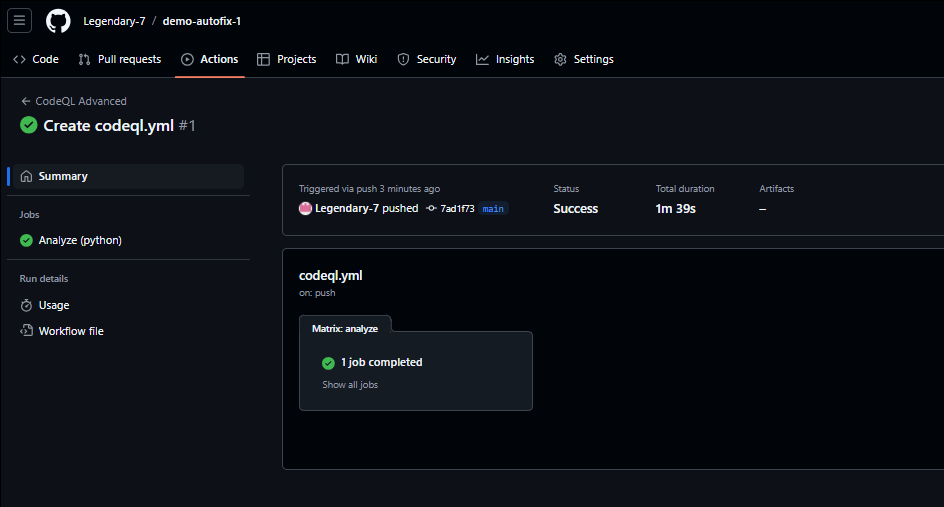 Legendary-7 / demo-autofix-1
Code Pull requests Actions Projects Wiki Security Insights Settings
← CodeQL Advanced
Create codeql.yml #1
Summary
Jobs
Analyze (python)
Run details
Usage
Workflow file
Triggered via push 3 minutes ago
Legendary-7 pushed 7ad1f73 main
Status
Success
Total duration
1m 39s
Artifacts
–
codeql.yml
on: push
Matrix: analyze
1 job completed
Show all jobs